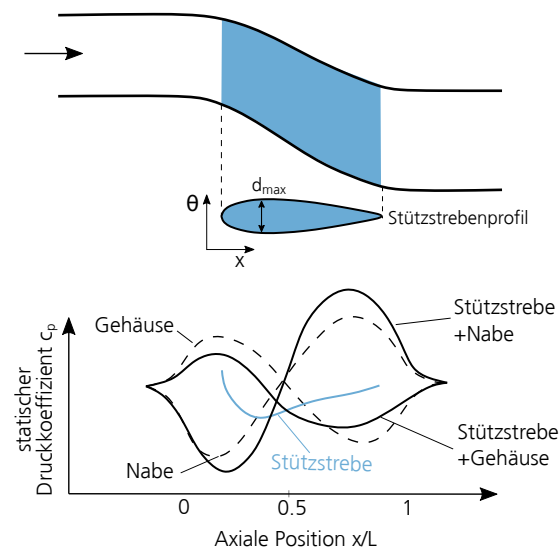 d_max
θ
Stützstrebenprofil
x
Gehäuse
Stützstrebe
+Nabe
statischer
Druckkoeffizient c_p
Nabe
Stützstrebe
Stützstrebe
+Gehäuse
0
0.5
1
Axiale Position x/L